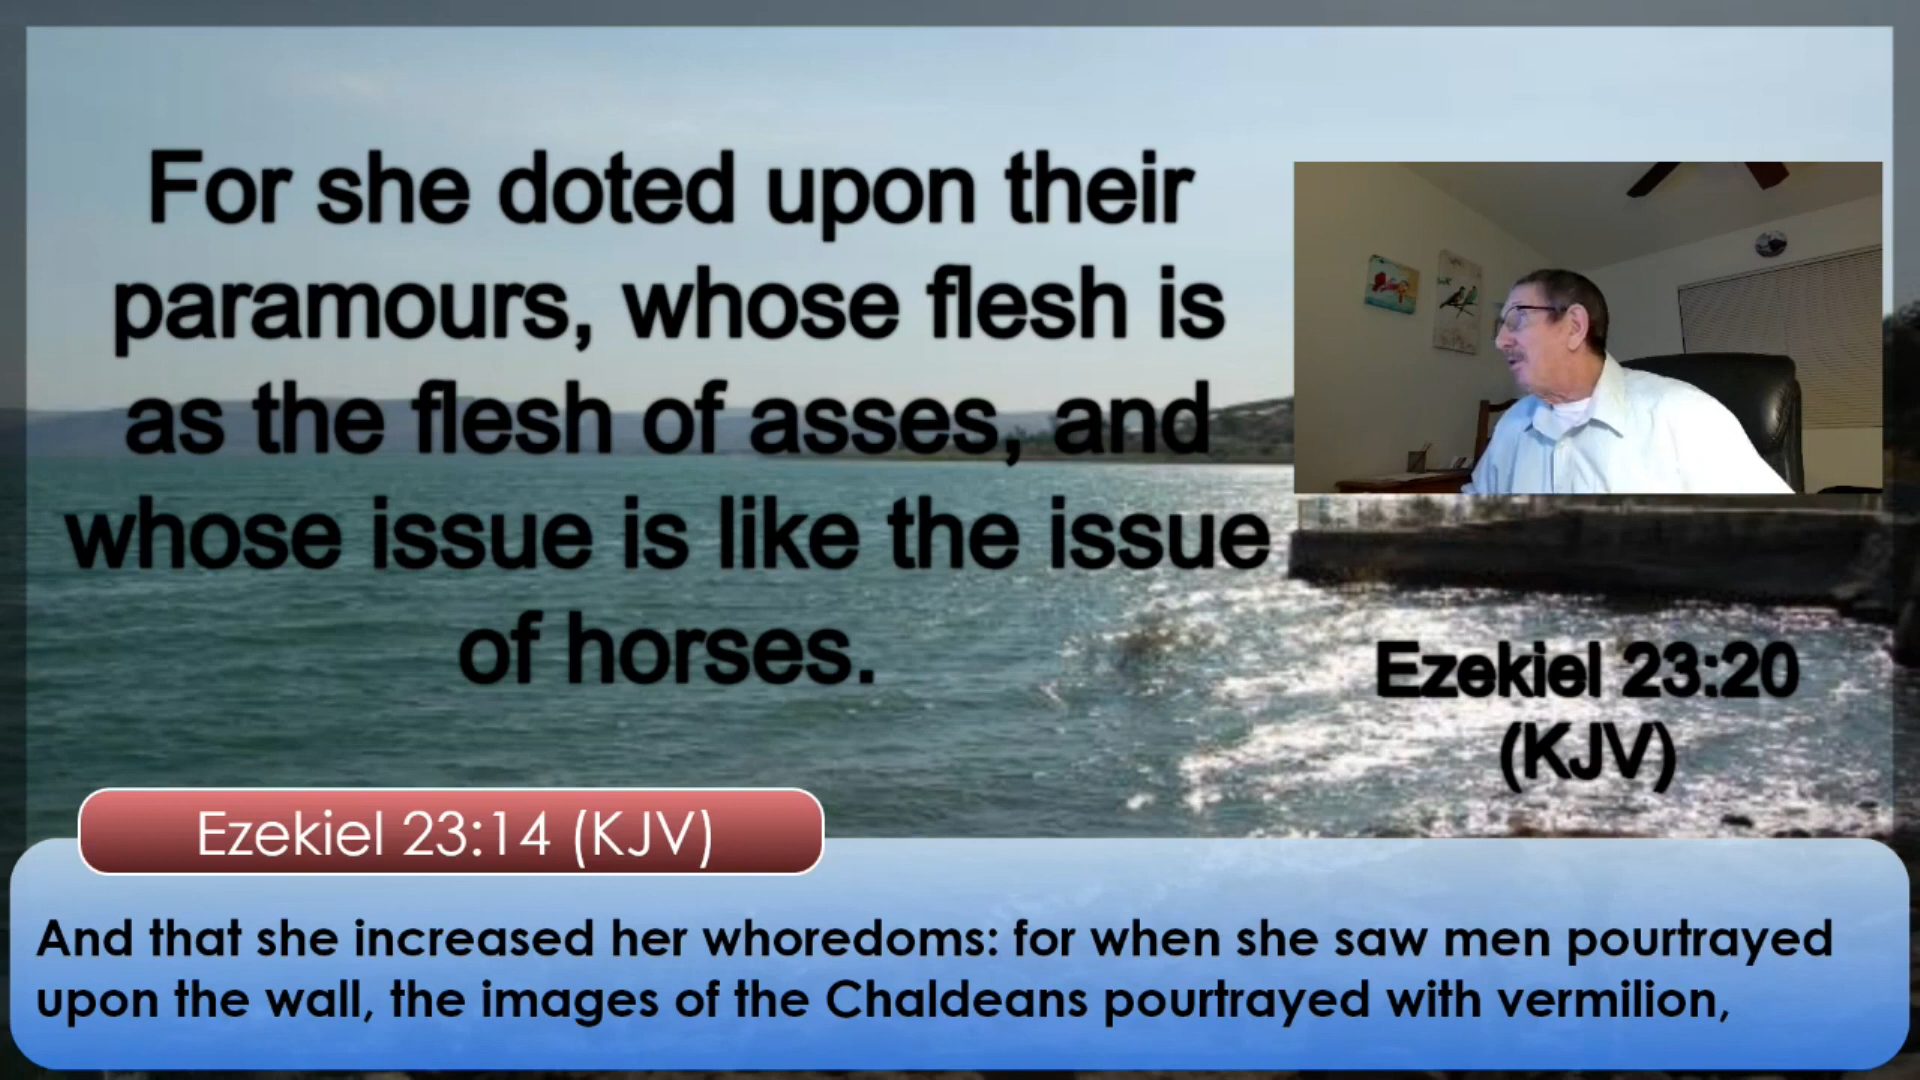 For she doted upon their
paramours, whose flesh is
as the flesh of asses, and
whose issue is like the issue
of horses.
Ezekiel 23:20
(KJV)
Ezekiel 23:14 (KJV)
And that she increased her whoredoms: for when she saw men pourtrayed
upon the wall, the images of the Chaldeans pourtrayed with vermilion,